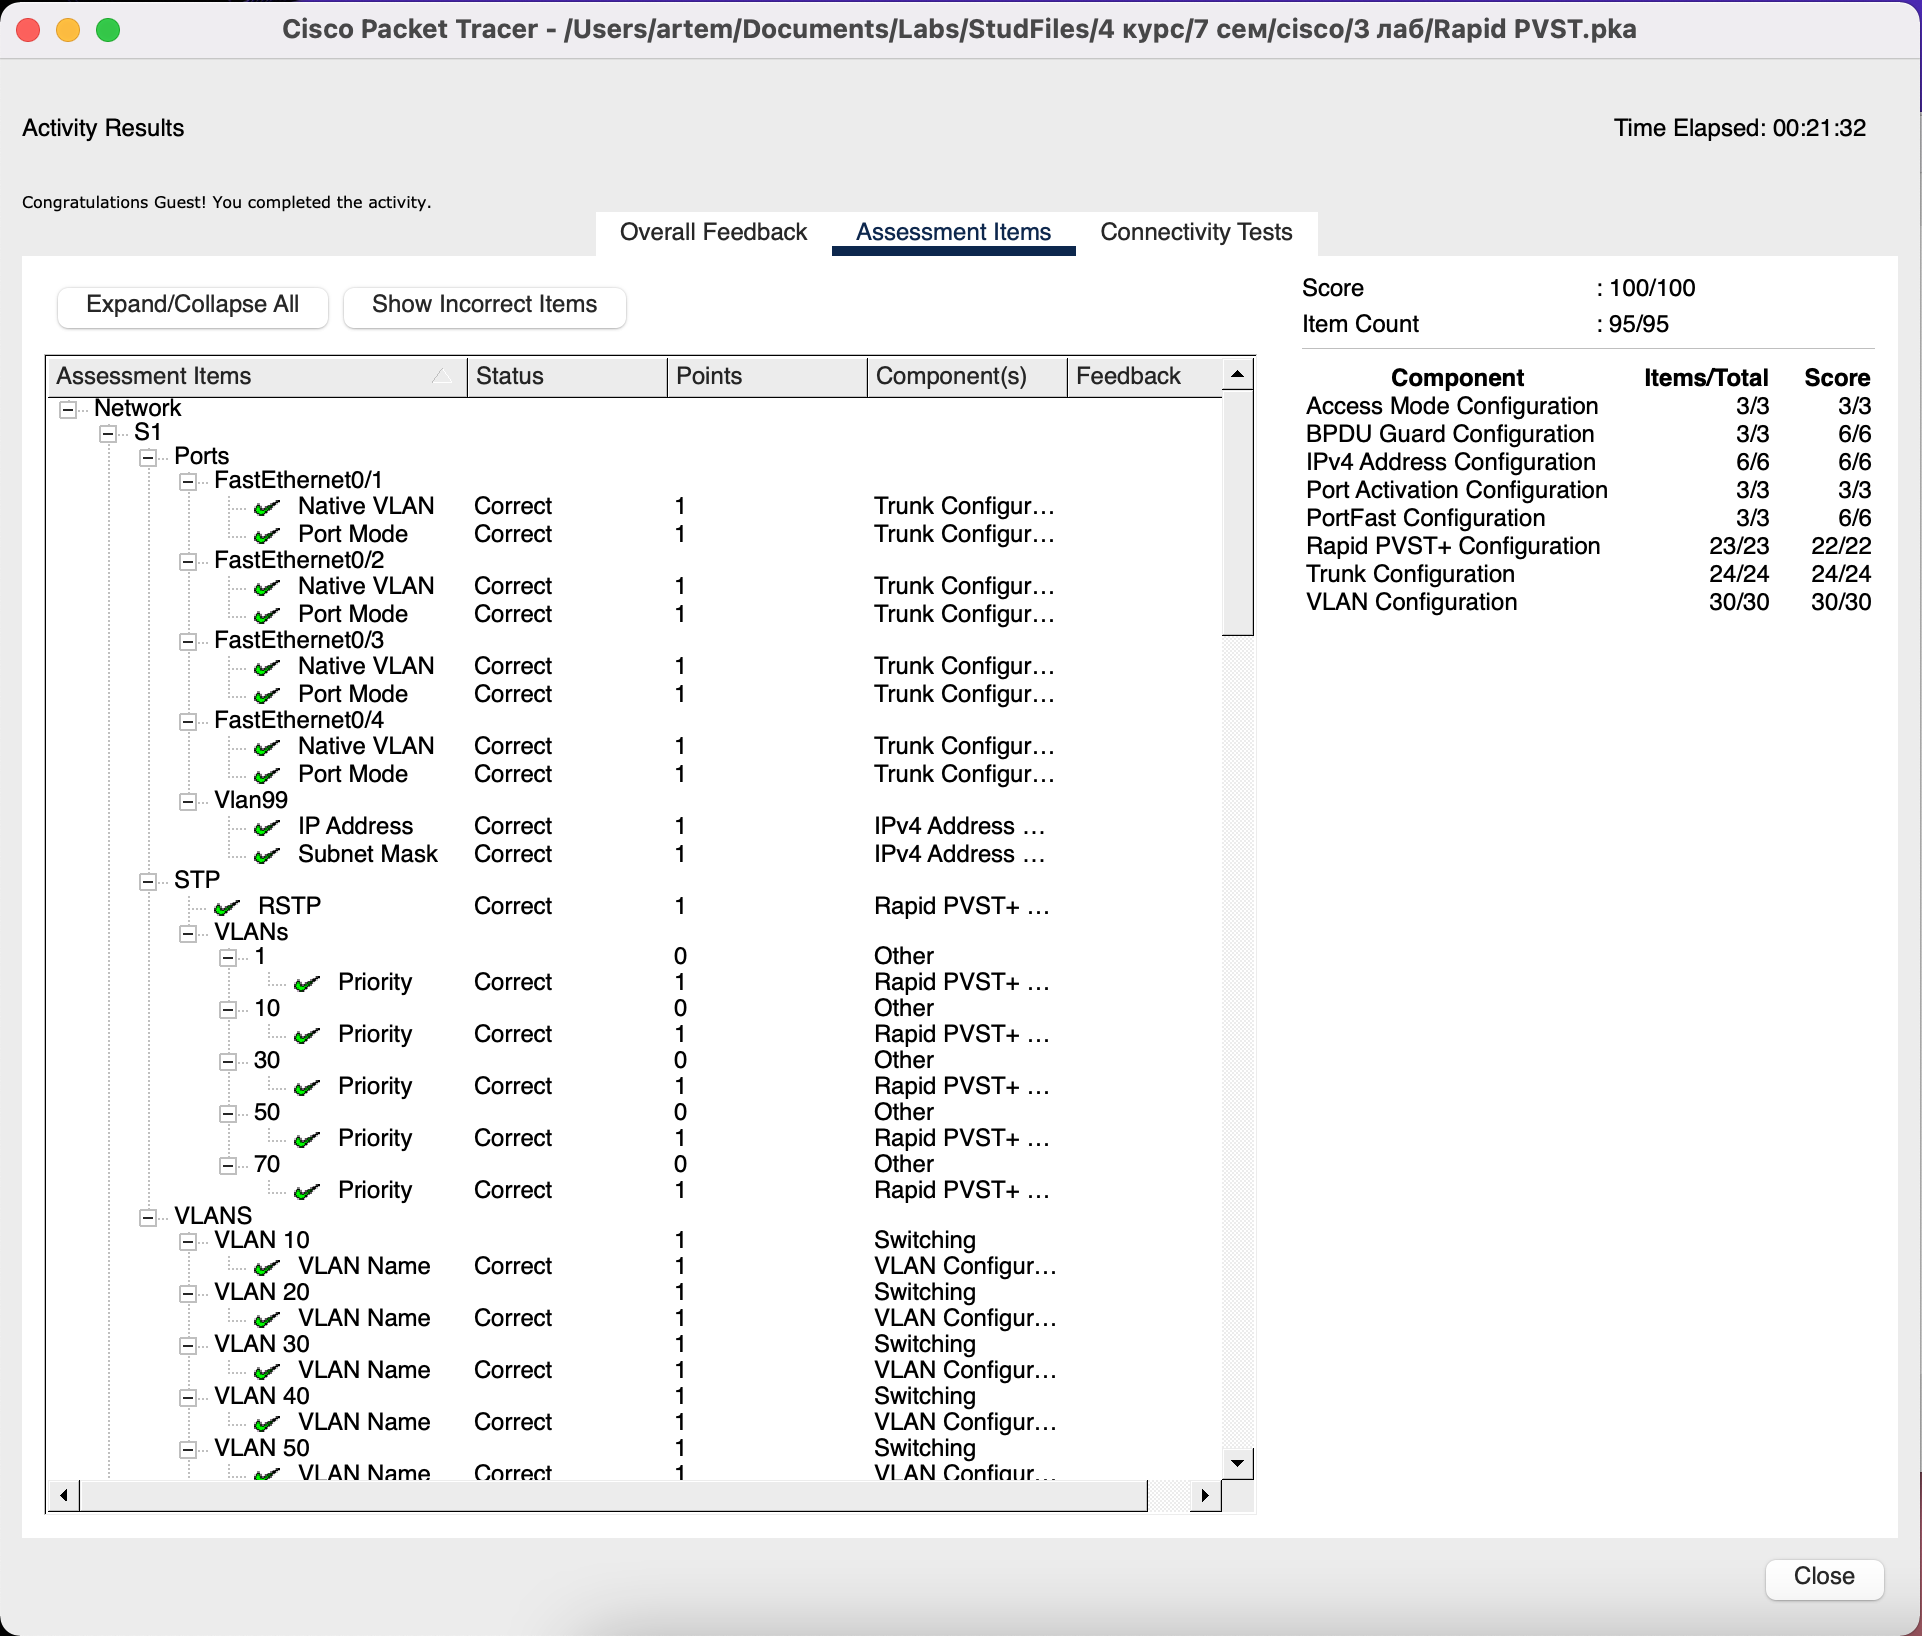 Cisco Packet Tracer - /Users/artem/Documents/Labs/StudFiles/4 курс/7 сем/cisco/3 лаб/Rapid PVST.pka
Activity Results
Time Elapsed: 00:21:32
Congratulations Guest! You completed the activity.
Overall Feedback
Assessment Items
Connectivity Tests
Expand/Collapse All
Show Incorrect Items
Assessment Items Status Points Component(s) Feedback
Network
S1
Ports
FastEthernet0/1
Native VLAN Correct 1 Trunk Configur...
Port Mode Correct 1 Trunk Configur...
FastEthernet0/2
Native VLAN Correct 1 Trunk Configur...
Port Mode Correct 1 Trunk Configur...
FastEthernet0/3
Native VLAN Correct 1 Trunk Configur...
Port Mode Correct 1 Trunk Configur...
FastEthernet0/4
Native VLAN Correct 1 Trunk Configur...
Port Mode Correct 1 Trunk Configur...
Vlan99
IP Address Correct 1 IPv4 Address ...
Subnet Mask Correct 1 IPv4 Address ...
STP
RSTP Correct 1 Rapid PVST+ ...
VLANs
1 0 Other
Priority Correct 1 Rapid PVST+ ...
10 0 Other
Priority Correct 1 Rapid PVST+ ...
30 0 Other
Priority Correct 1 Rapid PVST+ ...
50 0 Other
Priority Correct 1 Rapid PVST+ ...
70 0 Other
Priority Correct 1 Rapid PVST+ ...
VLANS
VLAN 10 1 Switching
VLAN Name Correct 1 VLAN Configur...
VLAN 20 1 Switching
VLAN Name Correct 1 VLAN Configur...
VLAN 30 1 Switching
VLAN Name Correct 1 VLAN Configur...
VLAN 40 1 Switching
VLAN Name Correct 1 VLAN Configur...
VLAN 50 1 Switching
VLAN Name Correct 1 VLAN Configur...
Score : 100/100
Item Count : 95/95
Component Items/Total Score
Access Mode Configuration 3/3 3/3
BPDU Guard Configuration 3/3 6/6
IPv4 Address Configuration 6/6 6/6
Port Activation Configuration 3/3 3/3
PortFast Configuration 3/3 6/6
Rapid PVST+ Configuration 23/23 22/22
Trunk Configuration 24/24 24/24
VLAN Configuration 30/30 30/30
Close